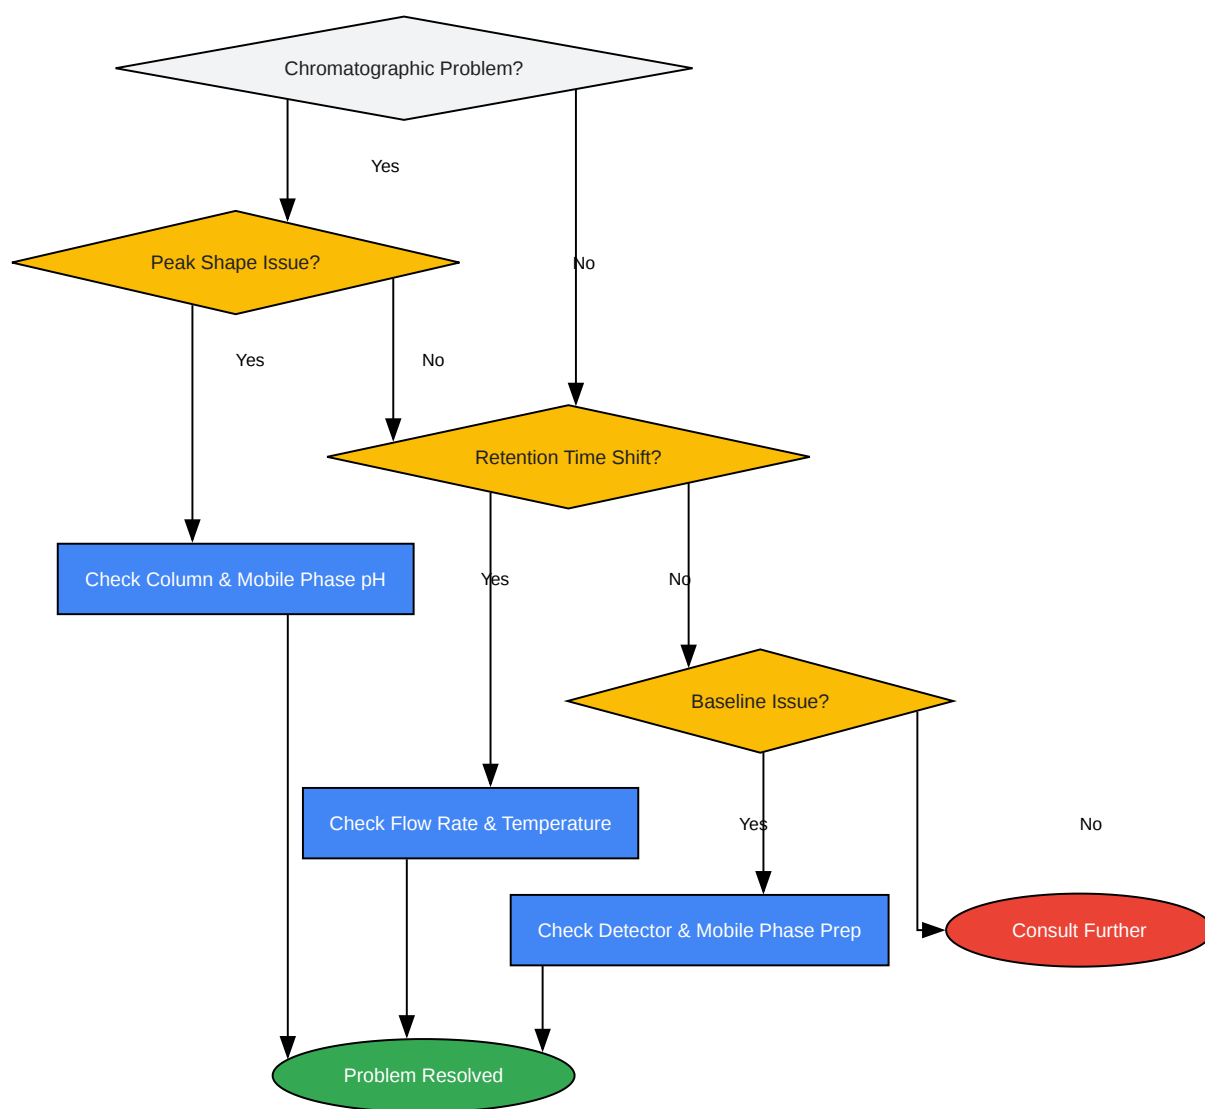 Chromatographic Problem?
Yes
Peak Shape Issue?
No
Yes
No
Retention Time Shift?
Check Column & Mobile Phase pH
Yes
No
Baseline Issue?
Check Flow Rate & Temperature
Yes
No
Check Detector & Mobile Phase Prep
Consult Further
Problem Resolved